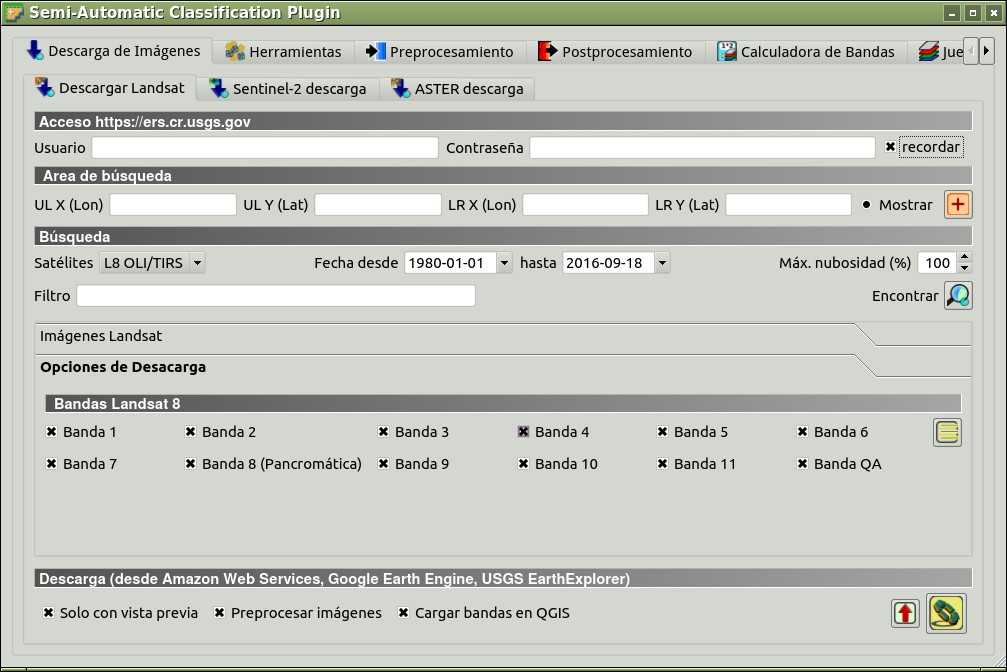 Semi-Automatic Classification Plugin
Descarga de Imágenes Herramientas Preprocesamiento Postprocesamiento Calculadora de Bandas Jue
Descargar Landsat Sentinel-2 descarga ASTER descarga
Acceso https://ers.cr.usgs.gov
Usuario Contraseña recordar
Area de búsqueda
UL X (Lon) UL Y (Lat) LR X (Lon) LR Y (Lat) Mostrar
Búsqueda
Satélites L8 OLI/TIRS Fecha desde 1980-01-01 hasta 2016-09-18 Máx. nubosidad (%) 100
Filtro Encontrar
Imágenes Landsat
Opciones de Desacarga
Bandas Landsat 8
Banda 1 Banda 2 Banda 3 Banda 4 Banda 5 Banda 6
Banda 7 Banda 8 (Pancromática) Banda 9 Banda 10 Banda 11 Banda QA
Descarga (desde Amazon Web Services, Google Earth Engine, USGS EarthExplorer)
Solo con vista previa Preprocesar imágenes Cargar bandas en QGIS